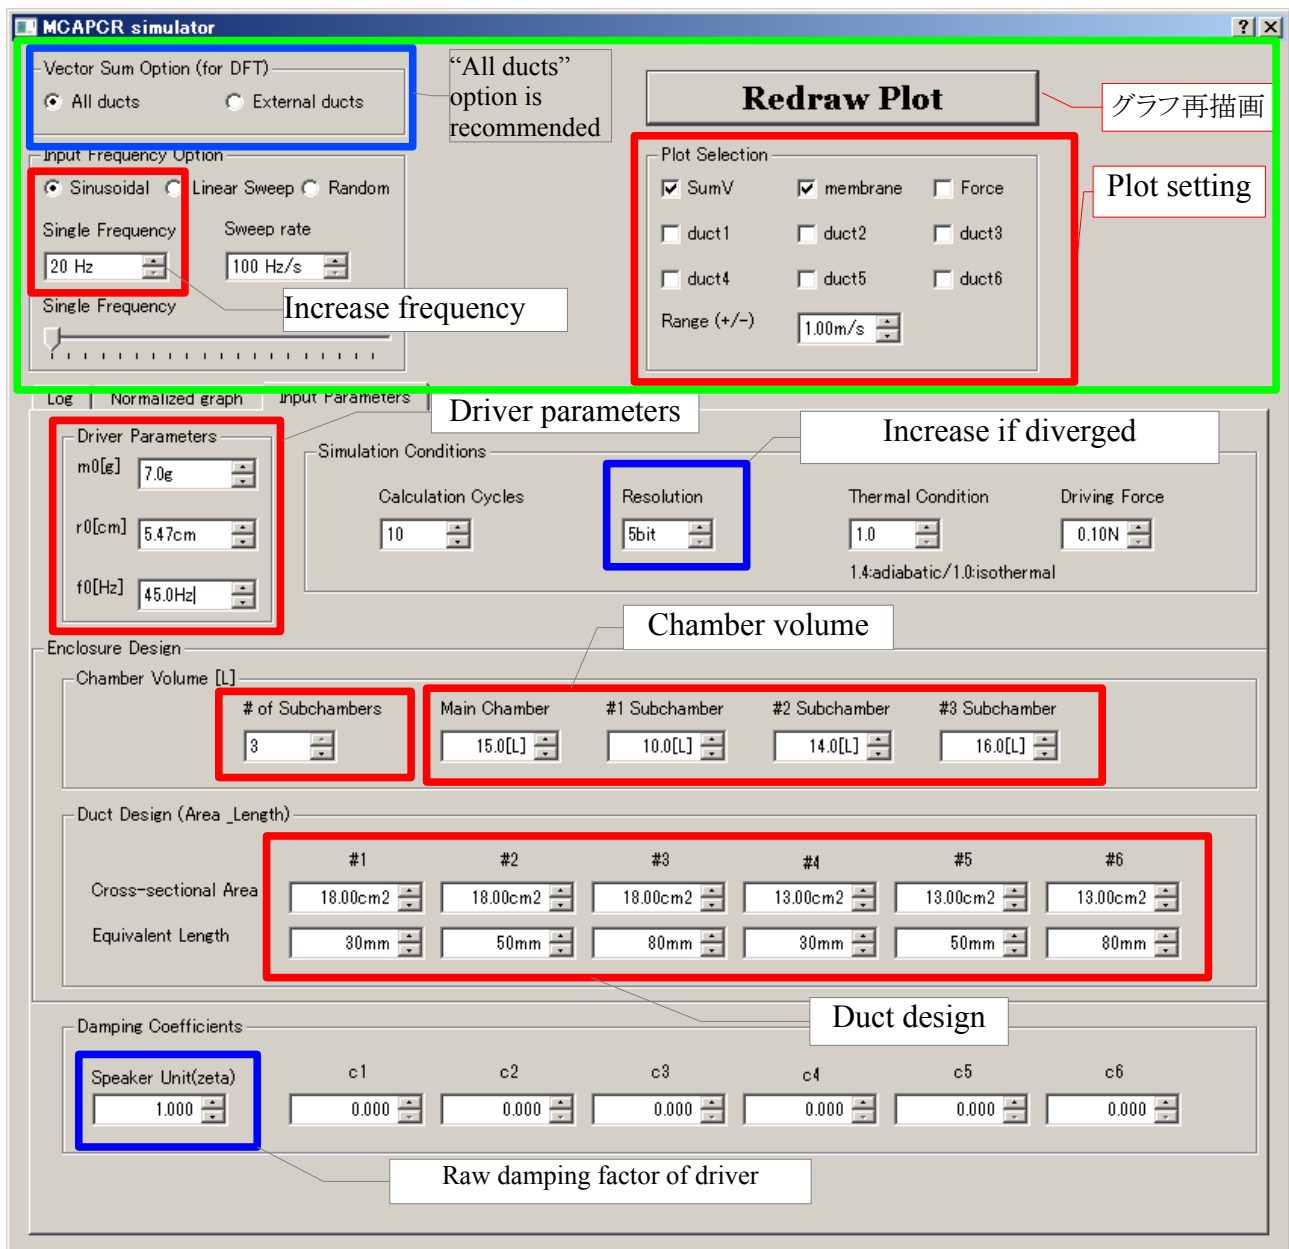 MCAPCR simulator
Vector Sum Option (for DFT)
All ducts External ducts
“All ducts”
option is
recommended
Redraw Plot
グラフ再描画
Input Frequency Option
Sinusoidal Linear Sweep Random
Single Frequency Sweep rate
20 Hz 100 Hz/s
Increase frequency
Single Frequency
Plot Selection
SumV membrane Force
duct1 duct2 duct3
duct4 duct5 duct6
Range (+/-) 1.00m/s
Plot setting
Log Normalized graph Input Parameters
Driver parameters
Increase if diverged
Driver Parameters
m0[g] 7.0g
r0[cm] 5.47cm
f0[Hz] 45.0Hz
Simulation Conditions
Calculation Cycles Resolution Thermal Condition Driving Force
10 5bit 1.0 0.10N
1.4:adiabatic/1.0:isothermal
Chamber volume
Enclosure Design
Chamber Volume [L]
# of Subchambers Main Chamber #1 Subchamber #2 Subchamber #3 Subchamber
3 15.0[L] 10.0[L] 14.0[L] 16.0[L]
Duct Design (Area _Length)
#1 #2 #3 #4 #5 #6
Cross-sectional Area 18.00cm2 18.00cm2 18.00cm2 13.00cm2 13.00cm2 13.00cm2
Equivalent Length 30mm 50mm 80mm 30mm 50mm 80mm
Duct design
Damping Coefficients
Speaker Unit(zeta) c1 c2 c3 c4 c5 c6
1.000 0.000 0.000 0.000 0.000 0.000 0.000
Raw damping factor of driver